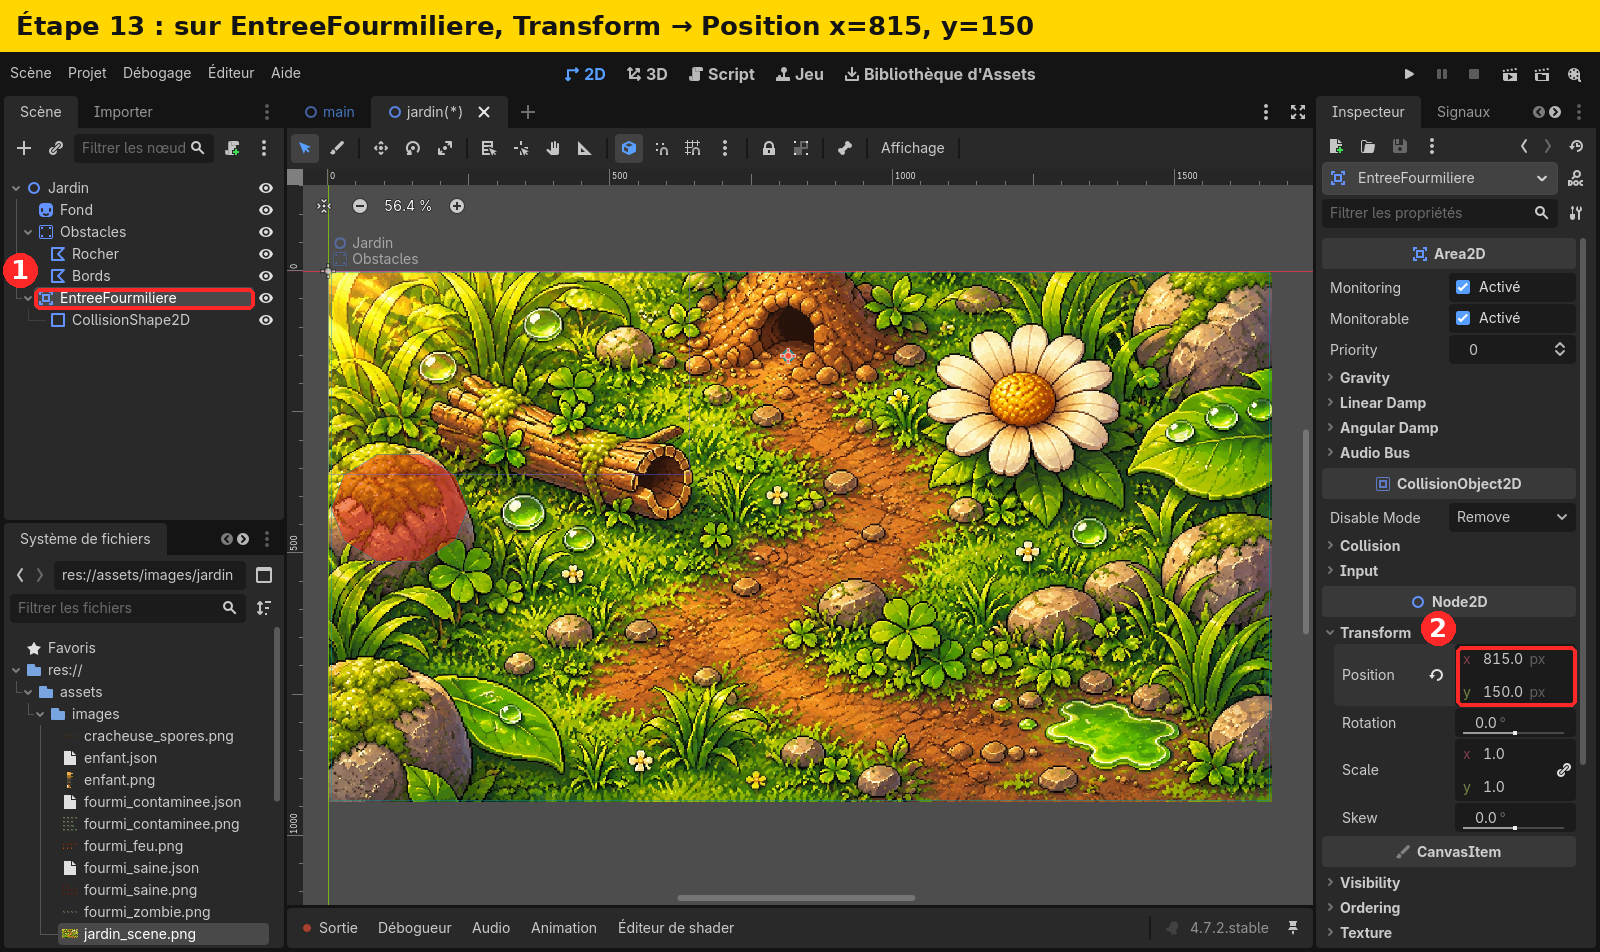 Étape 13 : sur EntreeFourmiliere, Transform → Position x=815, y=150
Scène Projet Débogage Éditeur Aide
2D 3D Script Jeu Bibliothèque d'Assets
Scène Importer
main jardin(*)
Inspecteur Signaux
Filtrer les nœud
Affichage
EntreeFourmiliere
DOC
Filtrer les propriétés
Jardin
Fond
Obstacles
Rocher
Bords
1
EntreeFourmiliere
CollisionShape2D
0 500 1000 1500
56.4 %
Jardin
Obstacles
0
500
1000
Area2D
Monitoring Activé
Monitorable Activé
Priority 0
Gravity
Linear Damp
Angular Damp
Audio Bus
CollisionObject2D
Disable Mode Remove
Collision
Input
Node2D
Transform 2
Position x 815.0 px
y 150.0 px
Rotation 0.0 °
Scale x 1.0
y 1.0
Skew 0.0 °
CanvasItem
Visibility
Ordering
Texture
Système de fichiers
res://assets/images/jardin
Filtrer les fichiers
Favoris
res://
assets
images
cracheuse_spores.png
enfant.json
enfant.png
fourmi_contaminee.json
fourmi_contaminee.png
fourmi_feu.png
fourmi_saine.json
fourmi_saine.png
fourmi_zombie.png
jardin_scene.png
Sortie Débogueur Audio Animation Éditeur de shader
4.7.2.stable